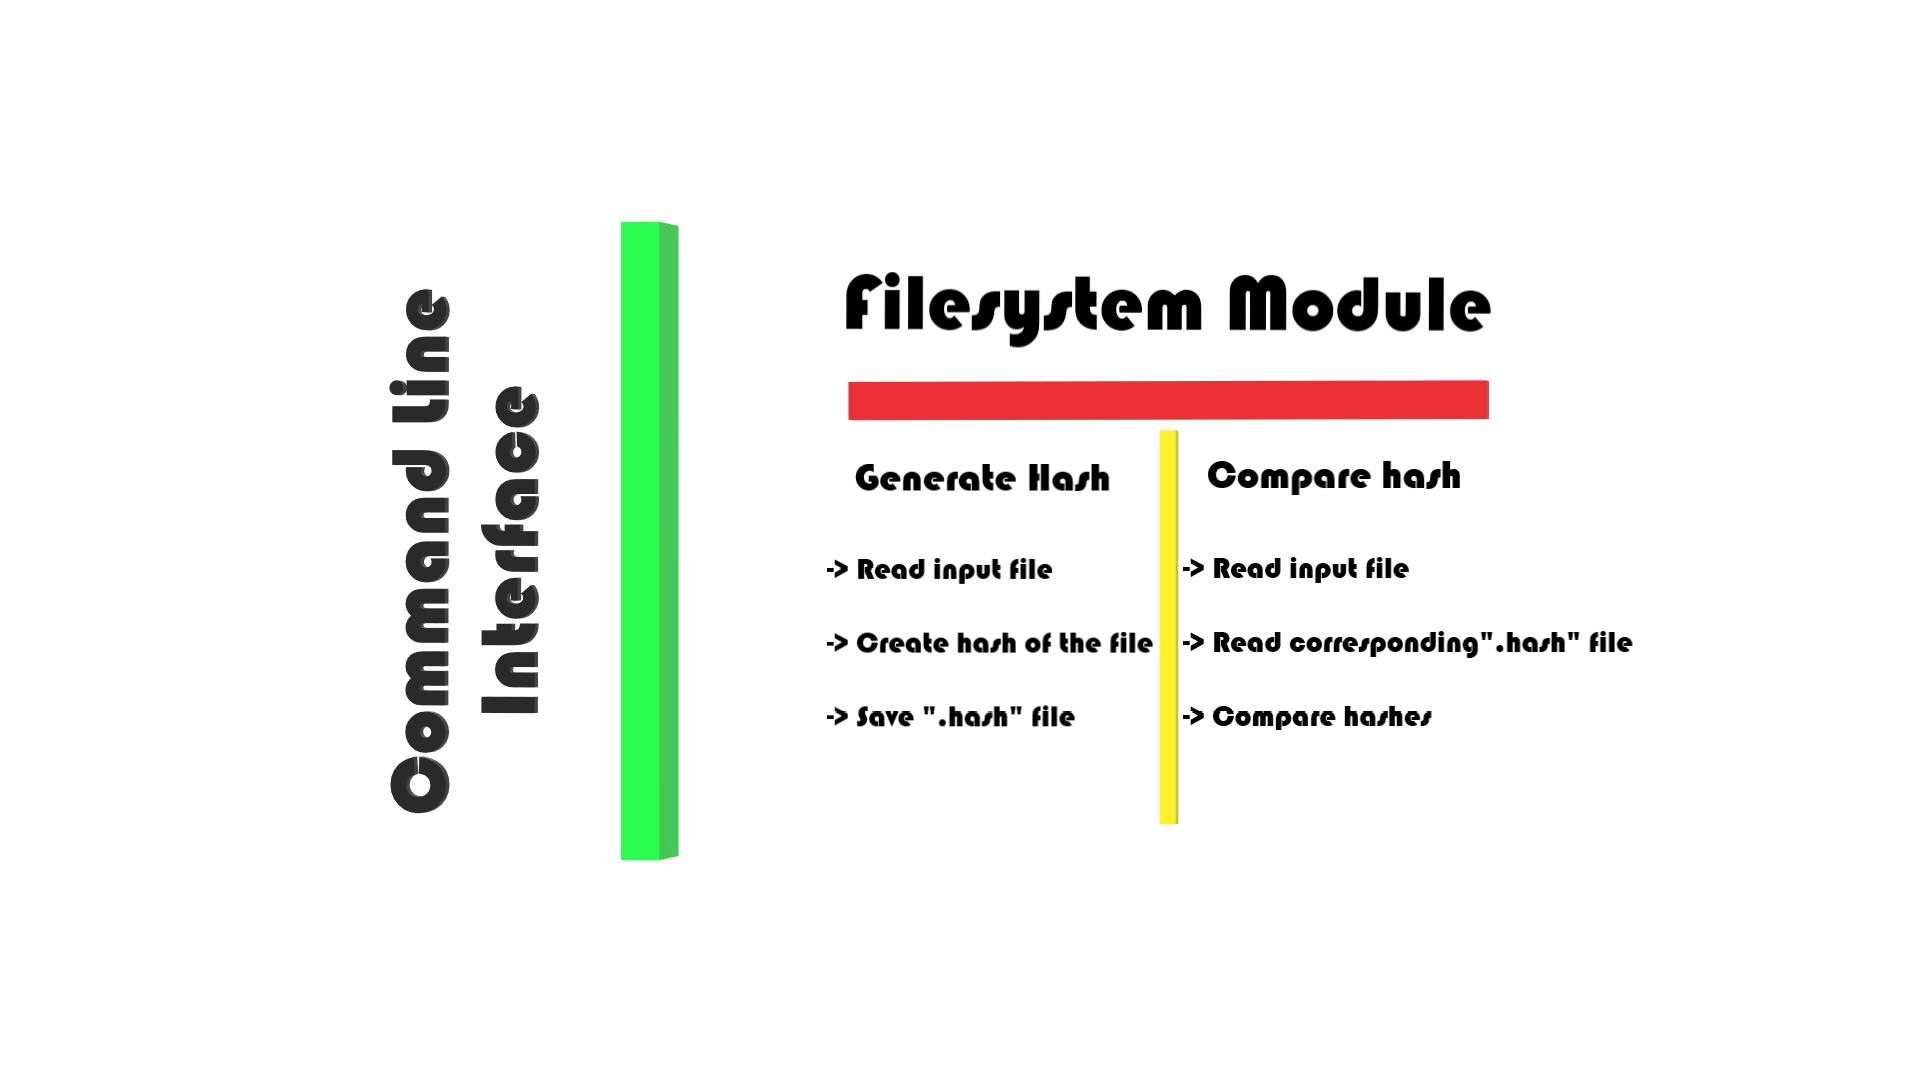 Command Line
Interface
Filesystem Module
Generate Hash
-> Read input file
-> Create hash of the file
-> Save ".hash" file
Compare hash
-> Read input file
-> Read corresponding".hash" file
-> Compare hashes